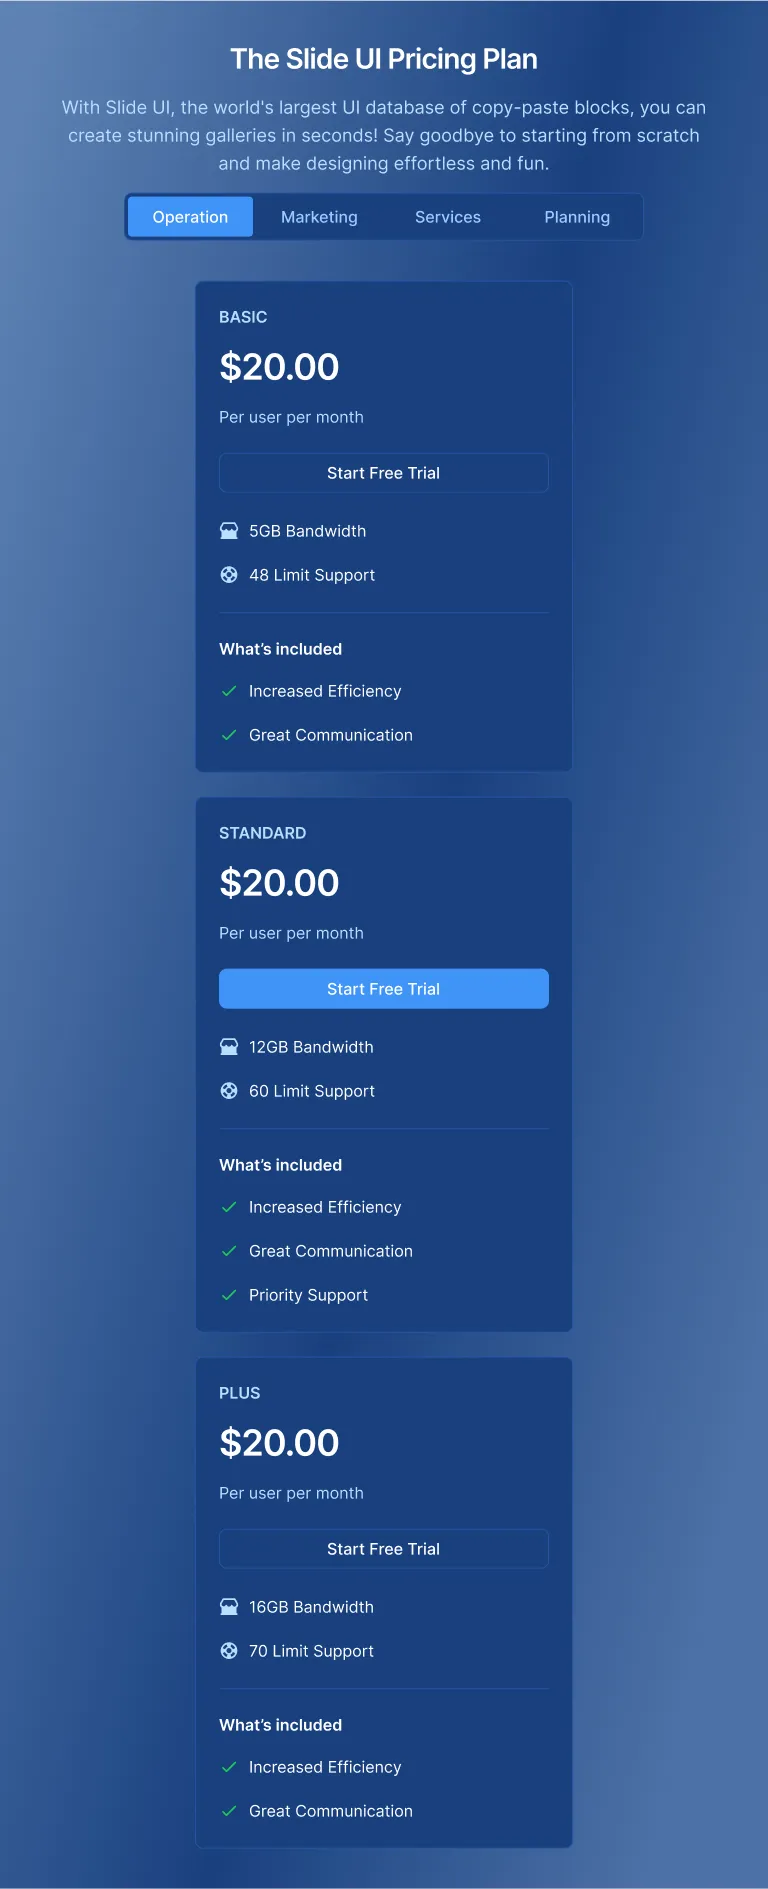 The Slide UI Pricing Plan
With Slide UI, the world's largest UI database of copy-paste blocks, you can
create stunning galleries in seconds! Say goodbye to starting from scratch
and make designing effortless and fun.
Operation Marketing Services Planning
BASIC
$20.00
Per user per month
Start Free Trial
5GB Bandwidth
48 Limit Support
What’s included
Increased Efficiency
Great Communication
STANDARD
$20.00
Per user per month
Start Free Trial
12GB Bandwidth
60 Limit Support
What’s included
Increased Efficiency
Great Communication
Priority Support
PLUS
$20.00
Per user per month
Start Free Trial
16GB Bandwidth
70 Limit Support
What’s included
Increased Efficiency
Great Communication